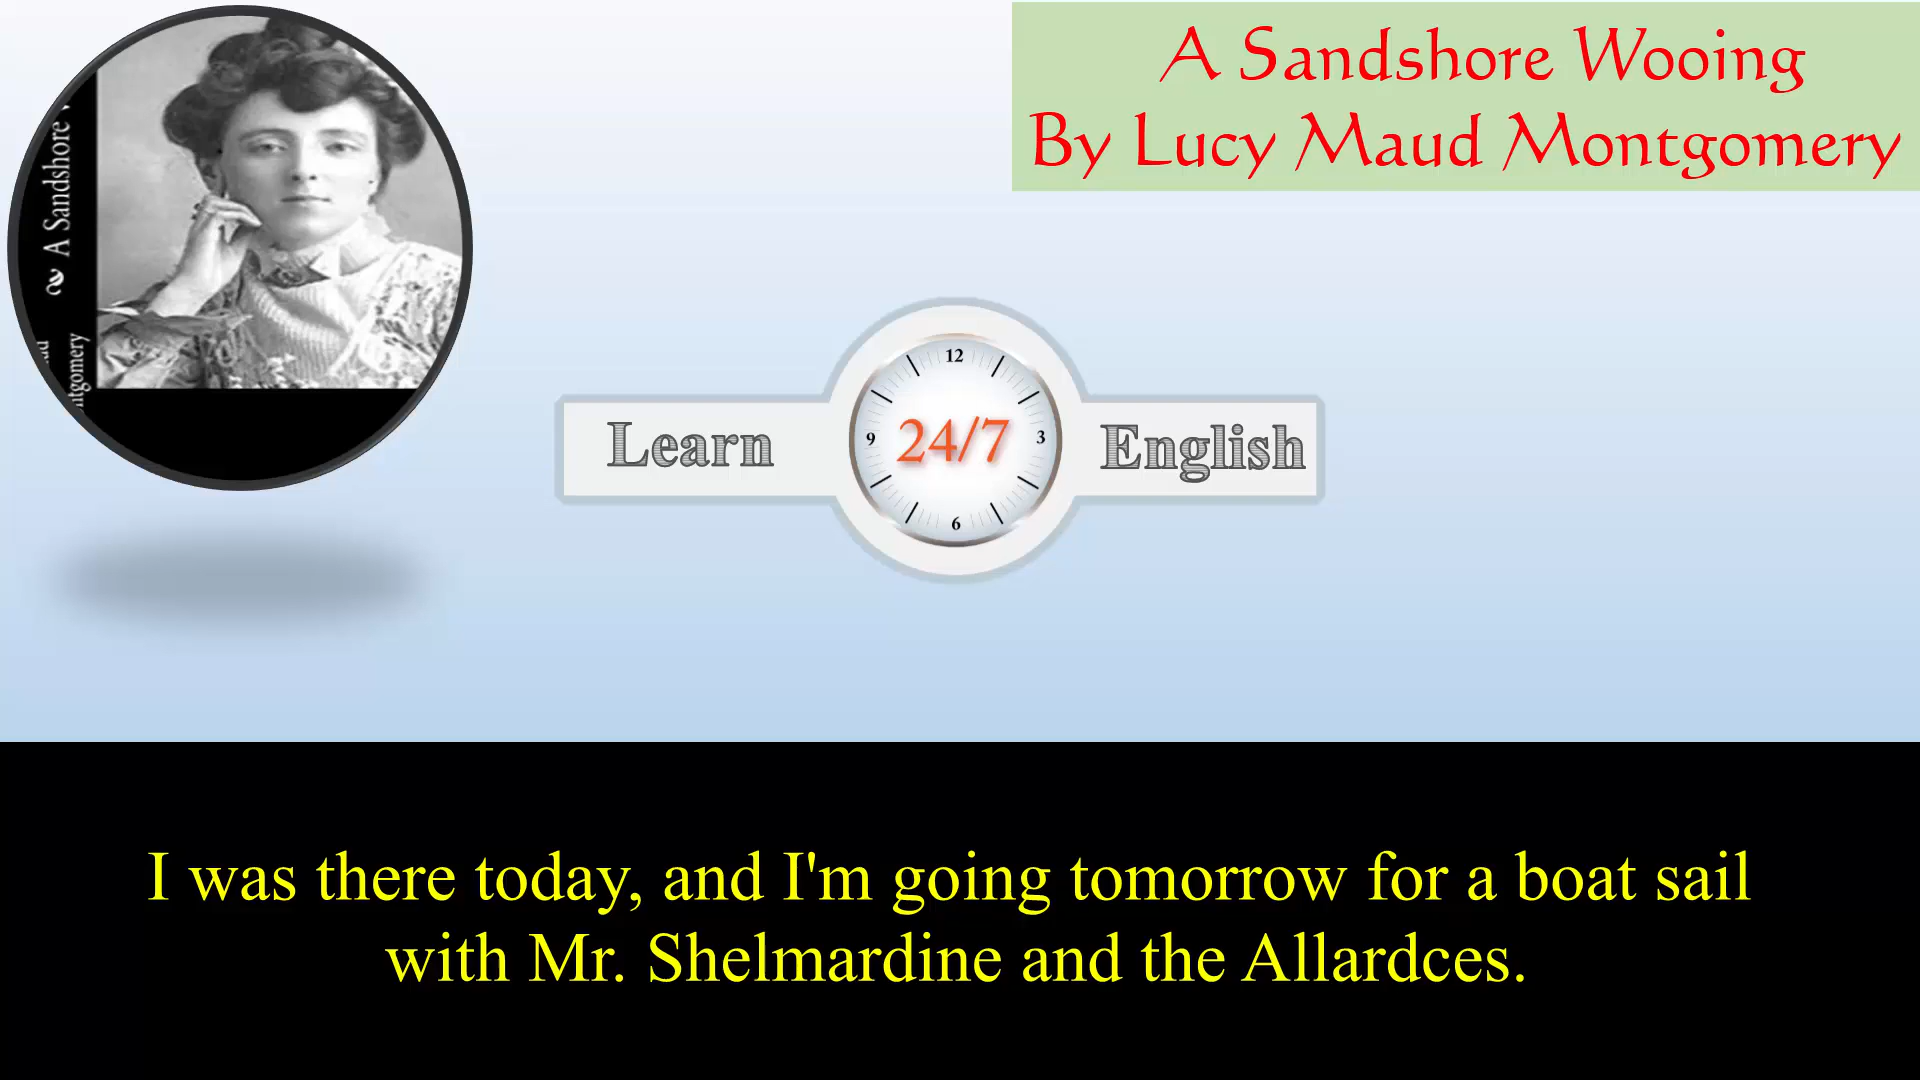 A Sandshore Wooing
By Lucy Maud Montgomery
A Sandshore
ntgomery
12
Learn
9
24/7
3
English
6
I was there today, and I'm going tomorrow for a boat sail
with Mr. Shelmardine and the Allardces.